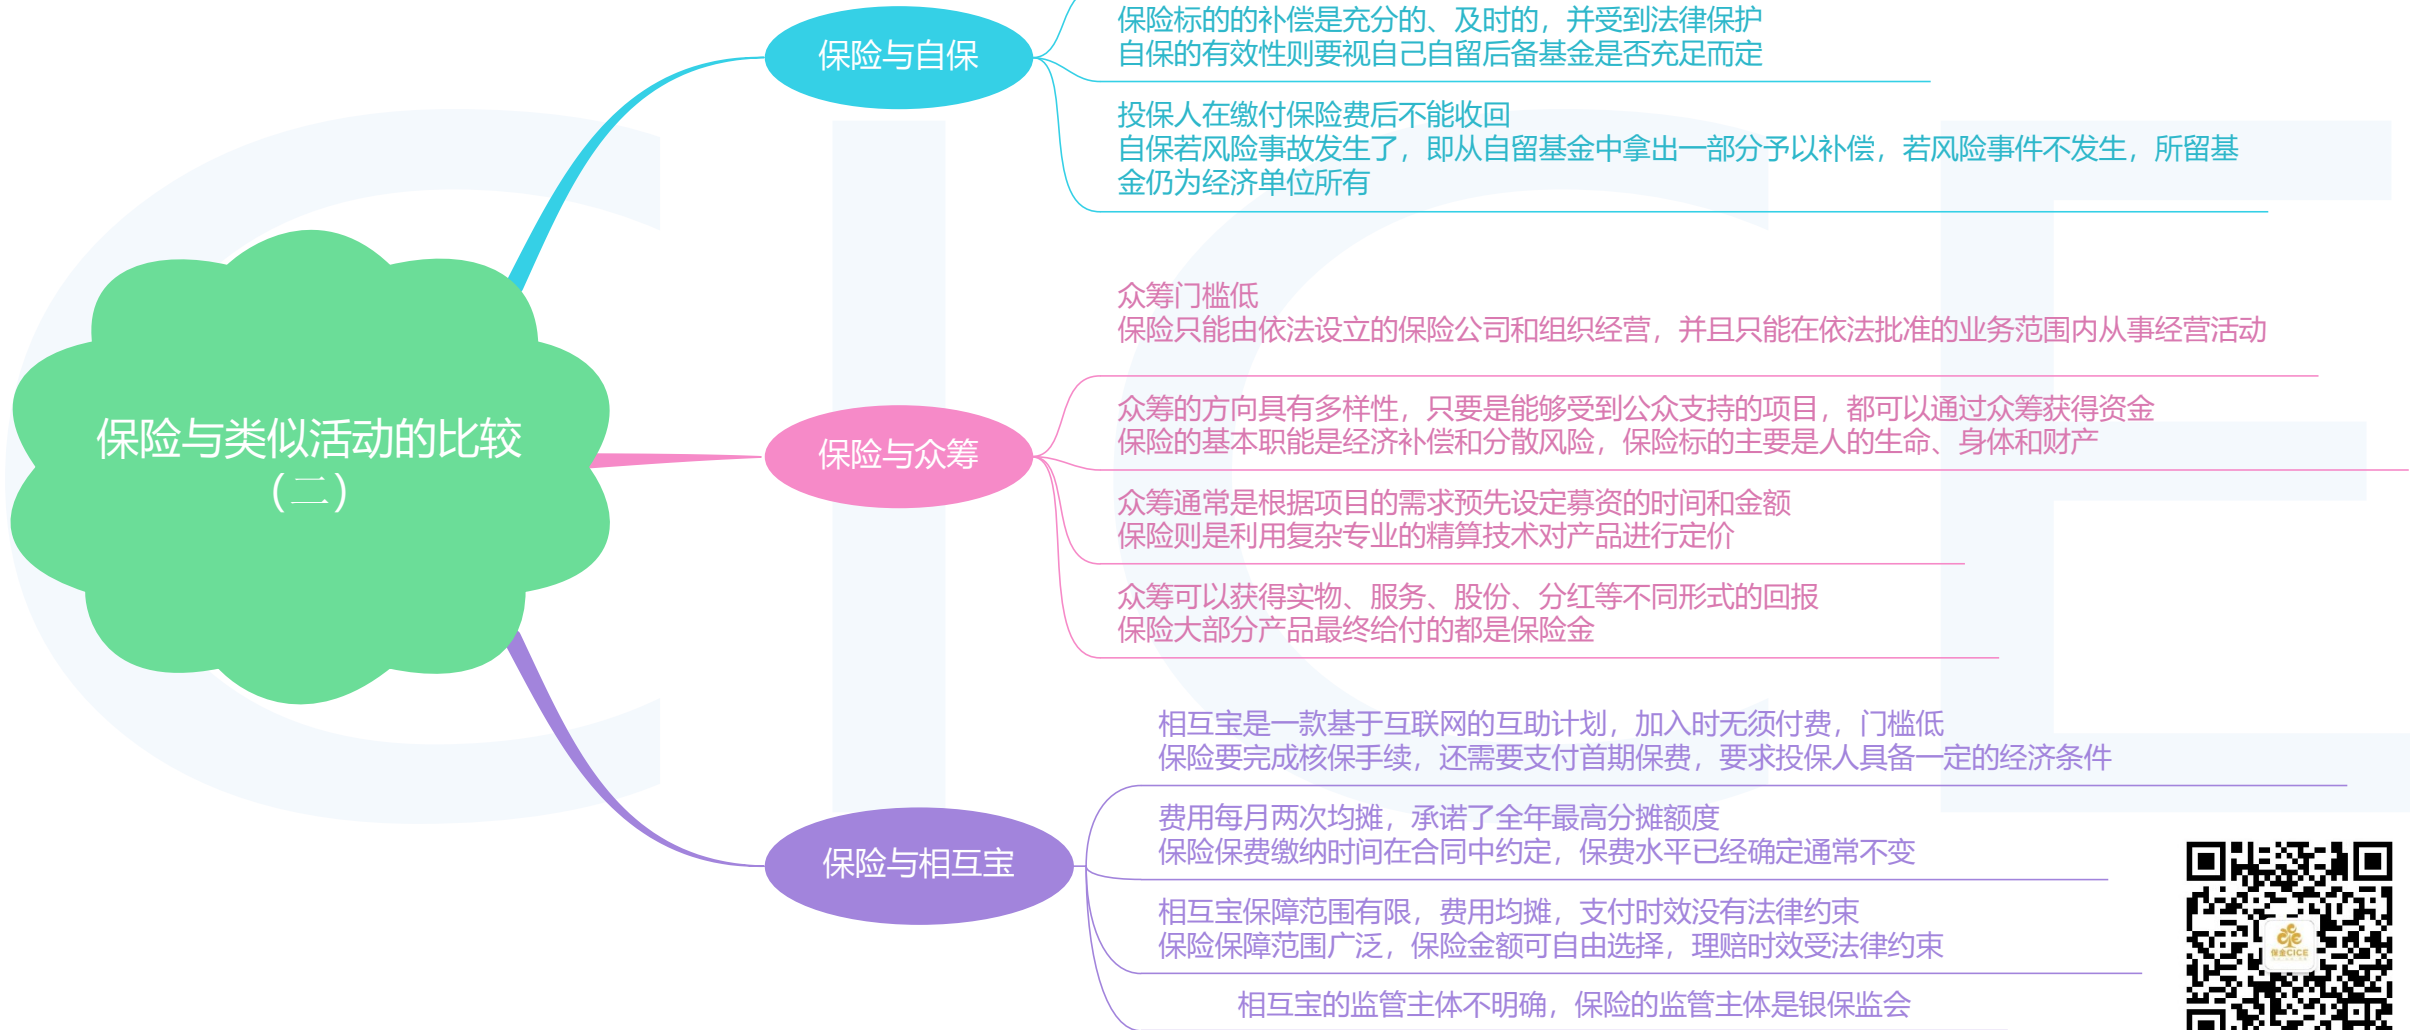 保险标的的补偿是充分的、及时的，并受到法律保护
自保的有效性则要视自己自留后备基金是否充足而定
保险与自保
投保人在缴付保险费后不能收回
自保若风险事故发生了，即从自留基金中拿出一部分予以补偿，若风险事件不发生，所留基
金仍为经济单位所有
众筹门槛低
保险只能由依法设立的保险公司和组织经营，并且只能在依法批准的业务范围内从事经营活动
众筹的方向具有多样性，只要是能够受到公众支持的项目，都可以通过众筹获得资金
保险的基本职能是经济补偿和分散风险，保险标的主要是人的生命、身体和财产
保险与类似活动的比较
（二）
保险与众筹
众筹通常是根据项目的需求预先设定募资的时间和金额
保险则是利用复杂专业的精算技术对产品进行定价
众筹可以获得实物、服务、股份、分红等不同形式的回报
保险大部分产品最终给付的都是保险金
相互宝是一款基于互联网的互助计划，加入时无须付费，门槛低
保险要完成核保手续，还需要支付首期保费，要求投保人具备一定的经济条件
费用每月两次均摊，承诺了全年最高分摊额度
保险保费缴纳时间在合同中约定，保费水平已经确定通常不变
保险与相互宝
相互宝保障范围有限，费用均摊，支付时效没有法律约束
保险保障范围广泛，保险金额可自由选择，理赔时效受法律约束
相互宝的监管主体不明确，保险的监管主体是银保监会
保金CICE
CICE